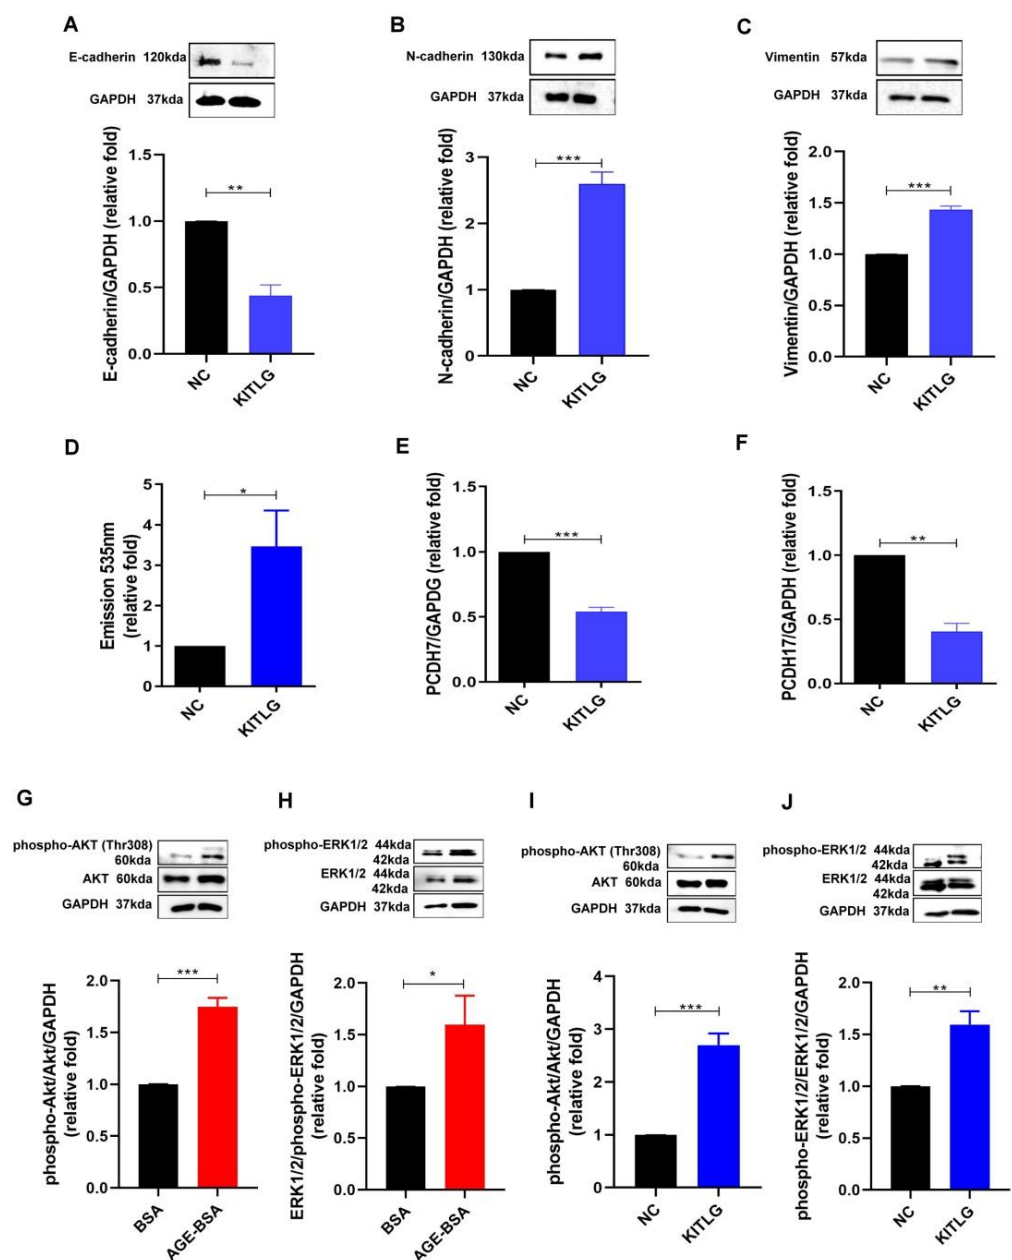 A
E-cadherin 120kda
GAPDH 37kda
E-cadherin/GAPDH (relative fold)
1.5
1.0
0.5
0.0
**
NC
KITLG
B
N-cadherin 130kda
GAPDH 37kda
N-cadherin/GAPDH (relative fold)
3
2
1
0
***
NC
KITLG
C
Vimentin 57kda
GAPDH 37kda
Vimentin/GAPDH (relative fold)
2.0
1.5
1.0
0.5
0.0
***
NC
KITLG
D
Emission 535nm
(relative fold)
5
4
3
2
1
0
*
NC
KITLG
E
PCDH7/GAPDG (relative fold)
1.5
1.0
0.5
0.0
***
NC
KITLG
F
PCDH17/GAPDH (relative fold)
1.5
1.0
0.5
0.0
**
NC
KITLG
G
phospho-AKT (Thr308)
60kda
AKT 60kda
GAPDH 37kda
phospho-Akt/Akt/GAPDH
(relative fold)
2.0
1.5
1.0
0.5
0.0
***
BSA
AGE-BSA
H
phospho-ERK1/2 44kda
42kda
ERK1/2 44kda
42kda
GAPDH 37kda
ERK1/2/phospho-ERK1/2/GAPDH
(relative fold)
2.0
1.5
1.0
0.5
0.0
*
BSA
AGE-BSA
I
phospho-AKT (Thr308)
60kda
AKT 60kda
GAPDH 37kda
phospho-Akt/Akt/GAPDH
(relative fold)
4
3
2
1
0
***
NC
KITLG
J
phospho-ERK1/2 44kda
42kda
ERK1/2 44kda
42kda
GAPDH 37kda
phospho-ERK1/2/ERK1/2/GAPDH
(relative fold)
2.0
1.5
1.0
0.5
0.0
**
NC
KITLG